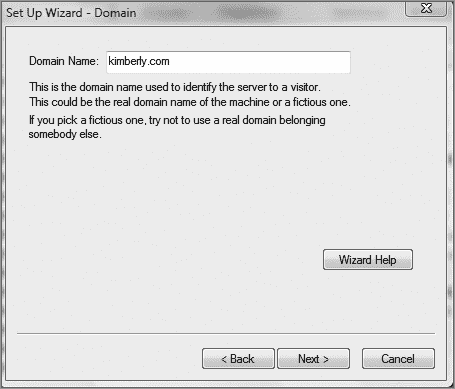 Set Up Wizard - Domain
Domain Name: kimberly.com
This is the domain name used to identify the server to a visitor.
This could be the real domain name of the machine or a fictious one.
If you pick a fictious one, try not to use a real domain belonging
somebody else.
Wizard Help
< Back Next > Cancel